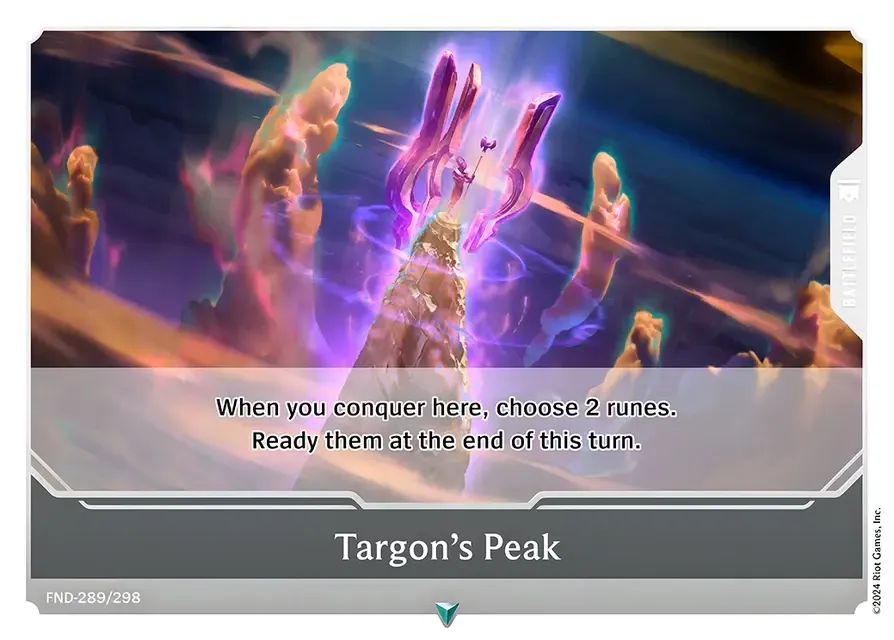 BATTLEFIELD
When you conquer here, choose 2 runes.
Ready them at the end of this turn.
Targon's Peak
FND-289/298
©2024 Riot Games, Inc.